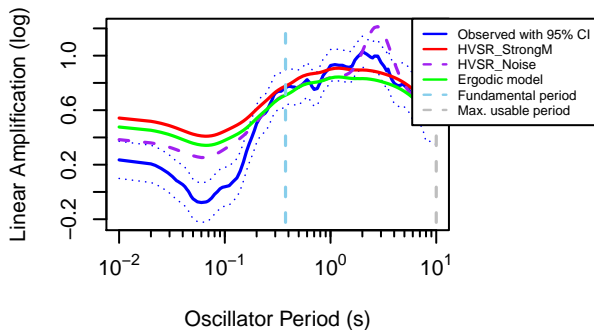 Linear Amplification (log)
1.0
0.6
0.2
−0.2
Observed with 95% CI
HVSR_StrongM
HVSR_Noise
Ergodic model
Fundamental period
Max. usable period
10−2 10−1 100 101
Oscillator Period (s)